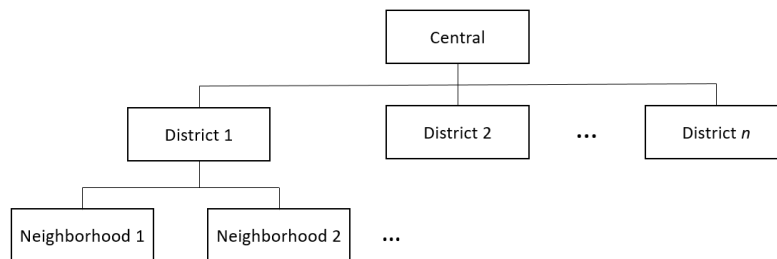 Central
District 1
District 2
...
District n
Neighborhood 1
Neighborhood 2
...